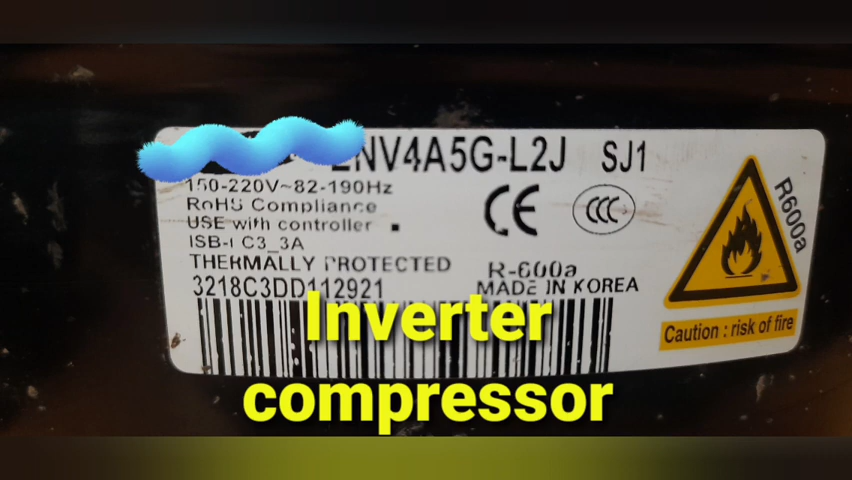 NV4A5G-L2J SJ1
150-220V~82-190Hz
RoHS Compliance
USE with controller
ISB-I C3_3A
CE
CCC
THERMALLY PROTECTED
R-600a
3218C3DD112921
MADE IN KOREA
R600a
Caution : risk of fire
Inverter
compressor